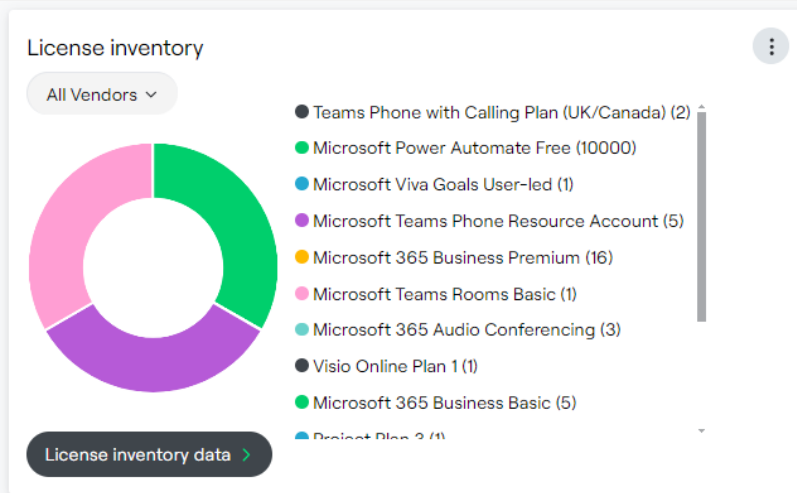 License inventory
All Vendors
Teams Phone with Calling Plan (UK/Canada) (2)
Microsoft Power Automate Free (10000)
Microsoft Viva Goals User-led (1)
Microsoft Teams Phone Resource Account (5)
Microsoft 365 Business Premium (16)
Microsoft Teams Rooms Basic (1)
Microsoft 365 Audio Conferencing (3)
Visio Online Plan 1 (1)
Microsoft 365 Business Basic (5)
Project Plan
License inventory data